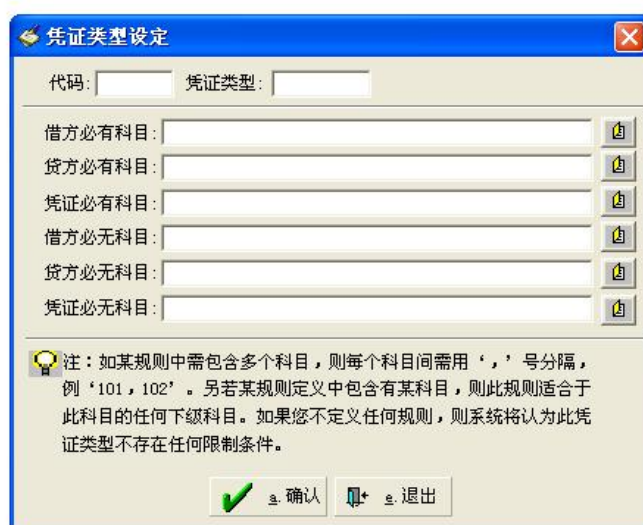 凭证类型设定
代码: 凭证类型:
借方必有科目:
贷方必有科目:
凭证必有科目:
借方必无科目:
贷方必无科目:
凭证必无科目:
注：如某规则中需包含多个科目，则每个科目间需用‘，’号分隔，
例‘101，102’。另若某规则定义中包含有某科目，则此规则适合于
此科目的任何下级科目。如果您不定义任何规则，则系统将认为此凭
证类型不存在任何限制条件。
a.确认 e.退出